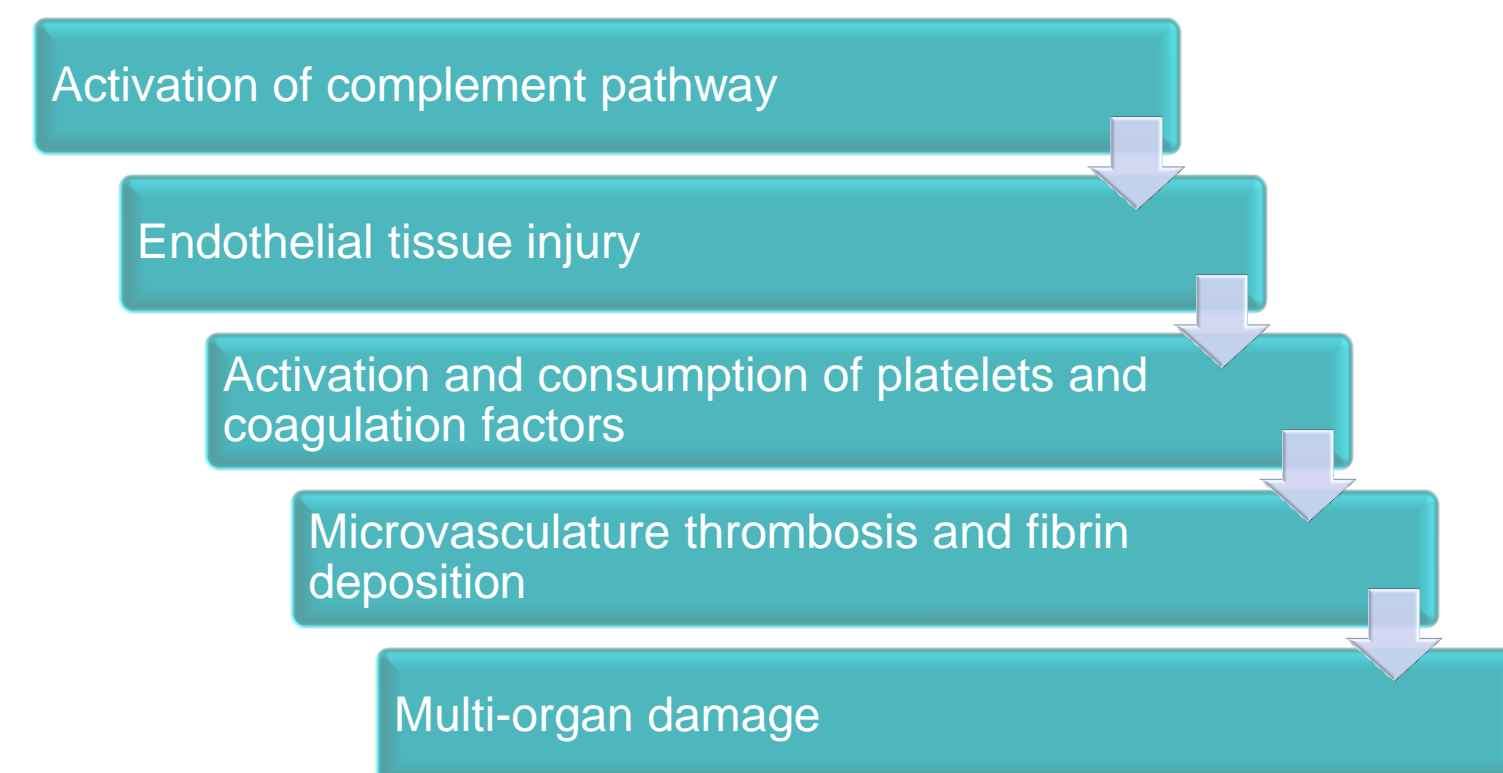 Activation of complement pathway
Endothelial tissue injury
Activation and consumption of platelets and
coagulation factors
Microvasculature thrombosis and fibrin
deposition
Multi-organ damage